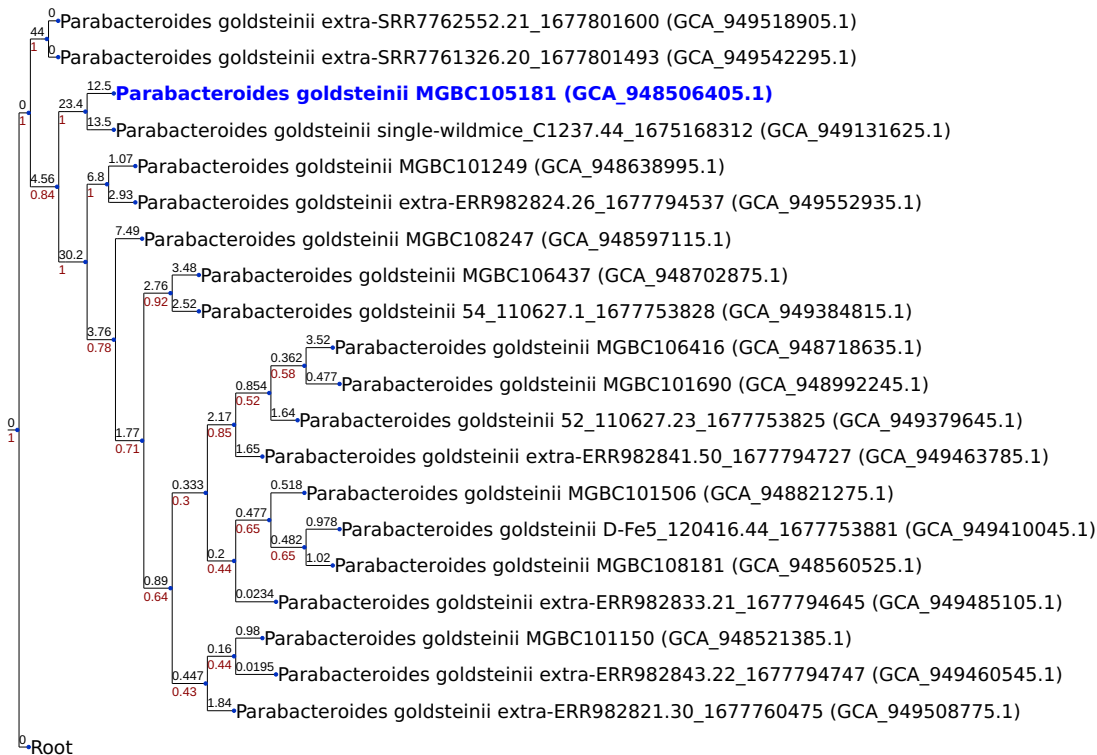 0
Parabacteroides goldsteinii extra-SRR7762552.21_1677801600 (GCA_949518905.1)
44
1
0
Parabacteroides goldsteinii extra-SRR7761326.20_1677801493 (GCA_949542295.1)
12.5
Parabacteroides goldsteinii MGBC105181 (GCA_948506405.1)
0
1
23.4
1
13.5
Parabacteroides goldsteinii single-wildmice_C1237.44_1675168312 (GCA_949131625.1)
1.07
Parabacteroides goldsteinii MGBC101249 (GCA_948638995.1)
4.56
0.84
6.8
1
2.93
Parabacteroides goldsteinii extra-ERR982824.26_1677794537 (GCA_949552935.1)
7.49
Parabacteroides goldsteinii MGBC108247 (GCA_948597115.1)
30.2
1
3.48
Parabacteroides goldsteinii MGBC106437 (GCA_948702875.1)
2.76
0.92
2.52
Parabacteroides goldsteinii 54_110627.1_1677753828 (GCA_949384815.1)
3.76
0.78
3.52
Parabacteroides goldsteinii MGBC106416 (GCA_948718635.1)
0.362
0.58
0.477
Parabacteroides goldsteinii MGBC101690 (GCA_948992245.1)
0.854
0.52
1.64
Parabacteroides goldsteinii 52_110627.23_1677753825 (GCA_949379645.1)
0
1
1.77
0.71
2.17
0.85
1.65
Parabacteroides goldsteinii extra-ERR982841.50_1677794727 (GCA_949463785.1)
0.333
0.3
0.518
Parabacteroides goldsteinii MGBC101506 (GCA_948821275.1)
0.477
0.65
0.978
Parabacteroides goldsteinii D-Fe5_120416.44_1677753881 (GCA_949410045.1)
0.482
0.65
1.02
Parabacteroides goldsteinii MGBC108181 (GCA_948560525.1)
0.2
0.44
0.0234
Parabacteroides goldsteinii extra-ERR982833.21_1677794645 (GCA_949485105.1)
0.89
0.64
0.98
Parabacteroides goldsteinii MGBC101150 (GCA_948521385.1)
0.16
0.44
0.0195
Parabacteroides goldsteinii extra-ERR982843.22_1677794747 (GCA_949460545.1)
0.447
0.43
1.84
Parabacteroides goldsteinii extra-ERR982821.30_1677760475 (GCA_949508775.1)
0
Root